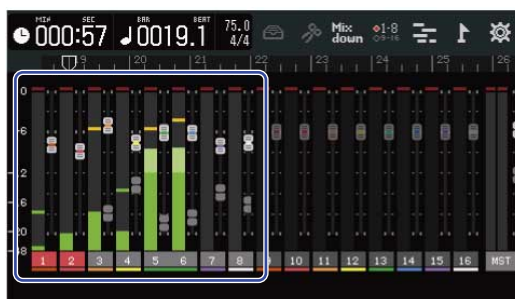 MIN SEC BAR BEAT
000:57 0019.1 75.0 4/4 Mix down 1-8 9-16
19 20 21 22 23 24 25 26
0
-6
-20
-48
1 2 3 4 5 6 7 8 9 10 11 12 13 14 15 16 MST